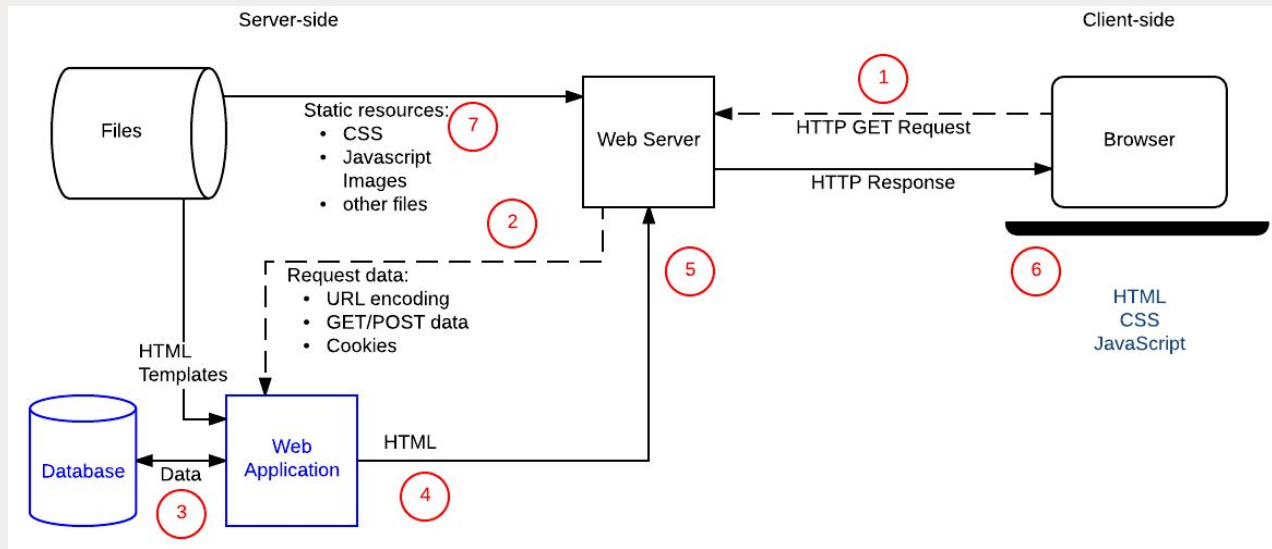 Server-side
Client-side
Files
Static resources:
• CSS
• Javascript
Images
• other files
7
Web Server
1
HTTP GET Request
HTTP Response
Browser
2
Request data:
• URL encoding
• GET/POST data
• Cookies
5
6
HTML
CSS
JavaScript
HTML
Templates
Database
Data
3
Web
Application
HTML
4